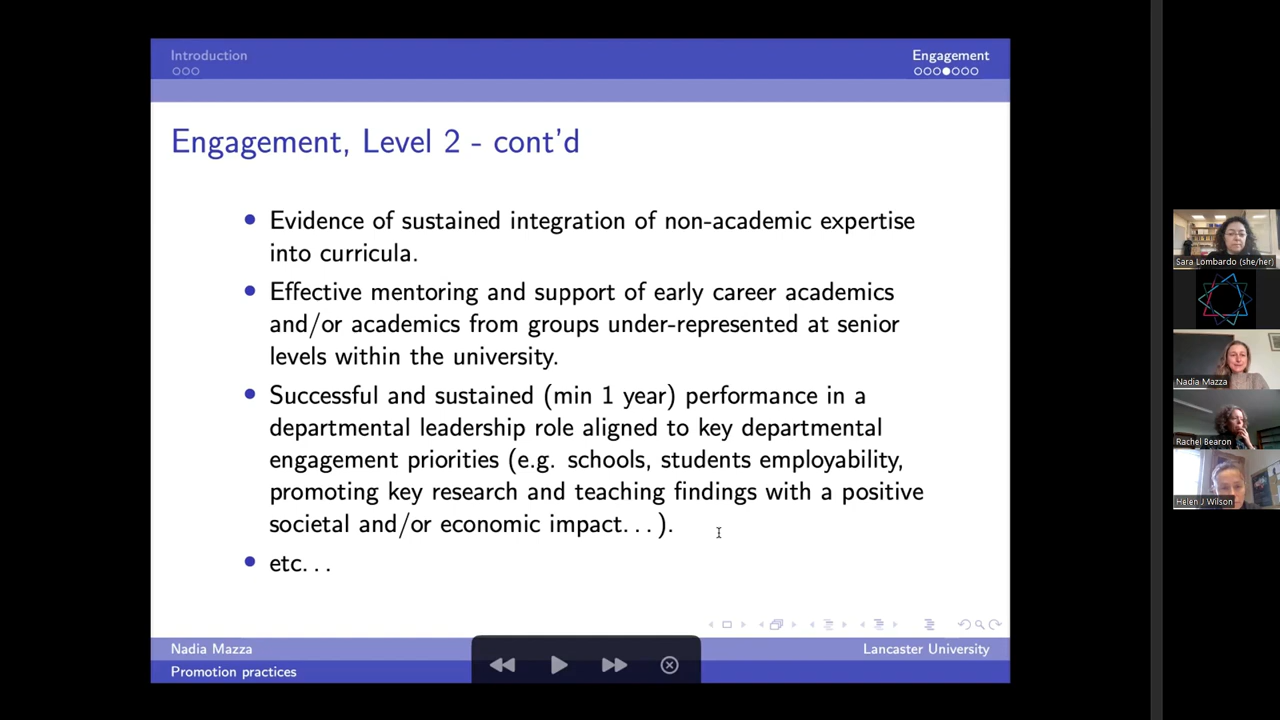 Introduction
Engagement
Engagement, Level 2 - cont'd
• Evidence of sustained integration of non-academic expertise
into curricula.
• Effective mentoring and support of early career academics
and/or academics from groups under-represented at senior
levels within the university.
• Successful and sustained (min 1 year) performance in a
departmental leadership role aligned to key departmental
engagement priorities (e.g. schools, students employability,
promoting key research and teaching findings with a positive
societal and/or economic impact...).
• etc...
Nadia Mazza
Lancaster University
Promotion practices
Sara Lombardo (she/her)
Nadia Mazza
Rachel Bearon
Helen J Wilson